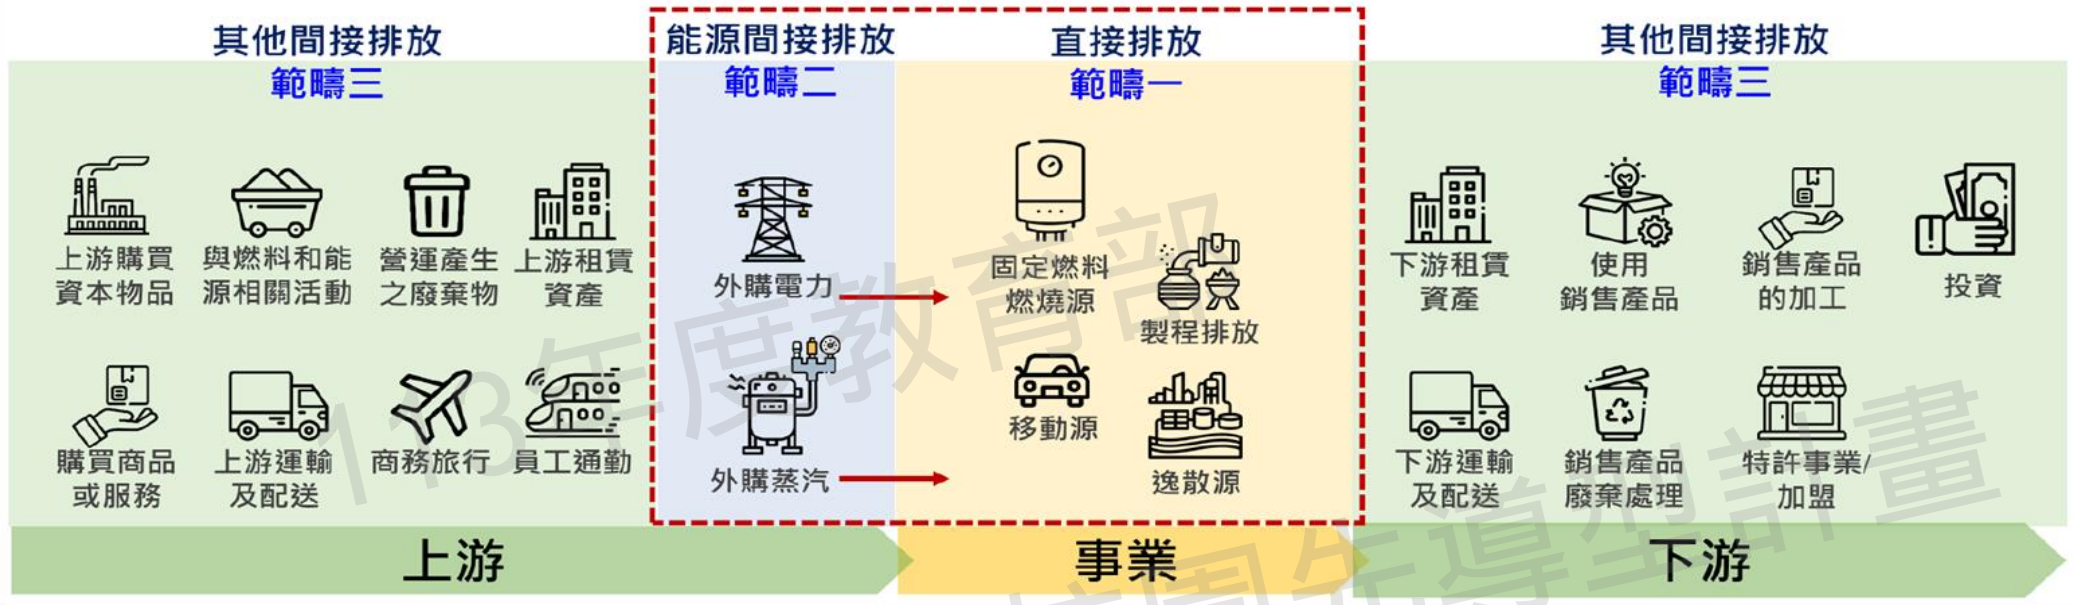 其他間接排放
範疇三
上游購買
資本物品
與燃料和能
源相關活動
營運產生
之廢棄物
上游租賃
資產
購買商品
或服務
上游運輸
及配送
商務旅行
員工通勤
能源間接排放
範疇二
外購電力
外購蒸汽
直接排放
範疇一
固定燃料
燃燒源
製程排放
移動源
逸散源
其他間接排放
範疇三
下游租賃
資產
使用
銷售產品
銷售產品
的加工
投資
下游運輸
及配送
銷售產品
廢棄處理
特許事業/
加盟
上游
事業
下游
113年度教育部
校園先導型計畫